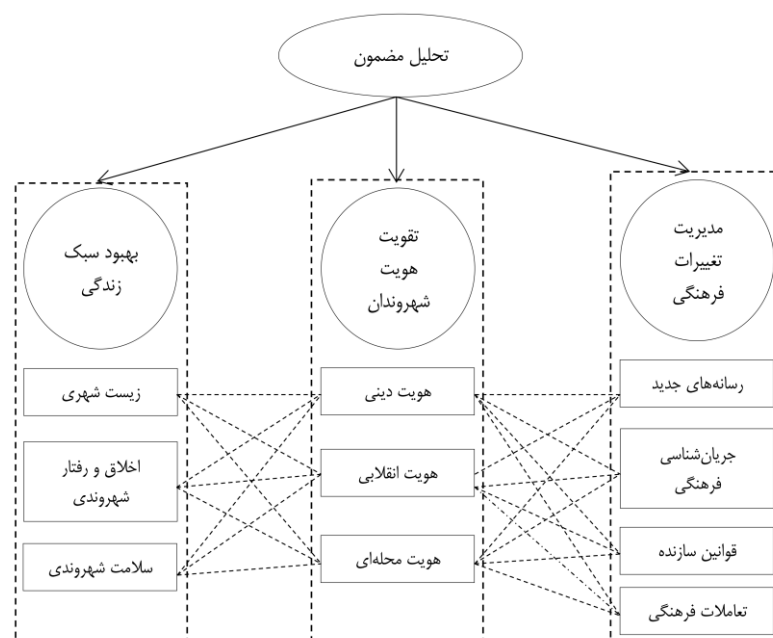 تحلیل مضمون
مدیریت
تغییرات
فرهنگی
رسانه‌های جدید
جریان‌شناسی
فرهنگی
قوانین سازنده
تعاملات فرهنگی
تقویت
هویت
شهروندان
هویت دینی
هویت انقلابی
هویت محله‌ای
بهبود سبک
زندگی
زیست شهری
اخلاق و رفتار
شهروندی
سلامت شهروندی